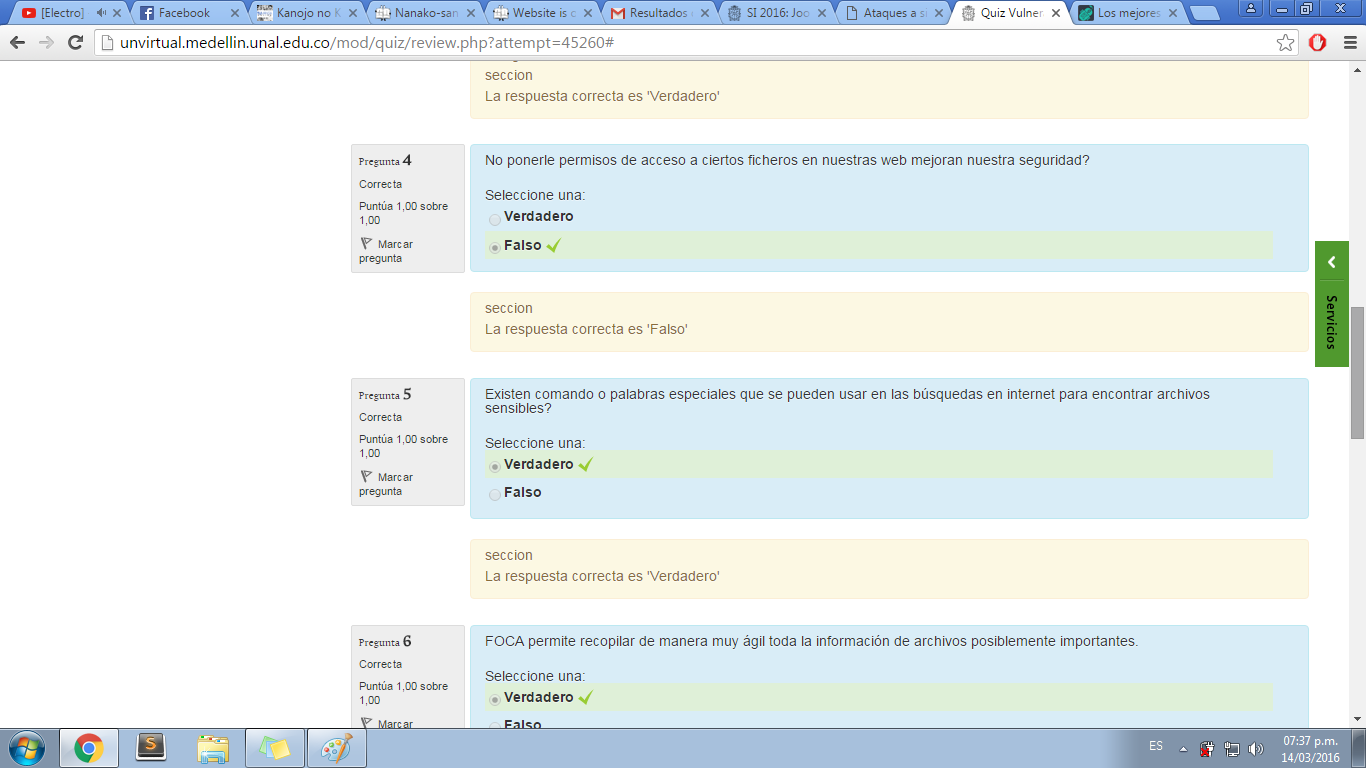 [Electro]
Facebook
Kanojo no K
Nanako-san
Website is o
Resultados
SI 2016: Joo
Ataques a si
Quiz Vulner
Los mejores
unvirtual.medellin.unal.edu.co/mod/quiz/review.php?attempt=45260#
seccion
La respuesta correcta es 'Verdadero'
Pregunta 4
Correcta
Puntúa 1,00 sobre
1,00
Marcar
pregunta
No ponerle permisos de acceso a ciertos ficheros en nuestras web mejoran nuestra seguridad?
Seleccione una:
Verdadero
Falso
seccion
La respuesta correcta es 'Falso'
Pregunta 5
Correcta
Puntúa 1,00 sobre
1,00
Marcar
pregunta
Existen comando o palabras especiales que se pueden usar en las búsquedas en internet para encontrar archivos
sensibles?
Seleccione una:
Verdadero
Falso
seccion
La respuesta correcta es 'Verdadero'
Pregunta 6
Correcta
Puntúa 1,00 sobre
1,00
Marcar
FOCA permite recopilar de manera muy ágil toda la información de archivos posiblemente importantes.
Seleccione una:
Verdadero
Falso
Servicios
ES
07:37 p.m.
14/03/2016